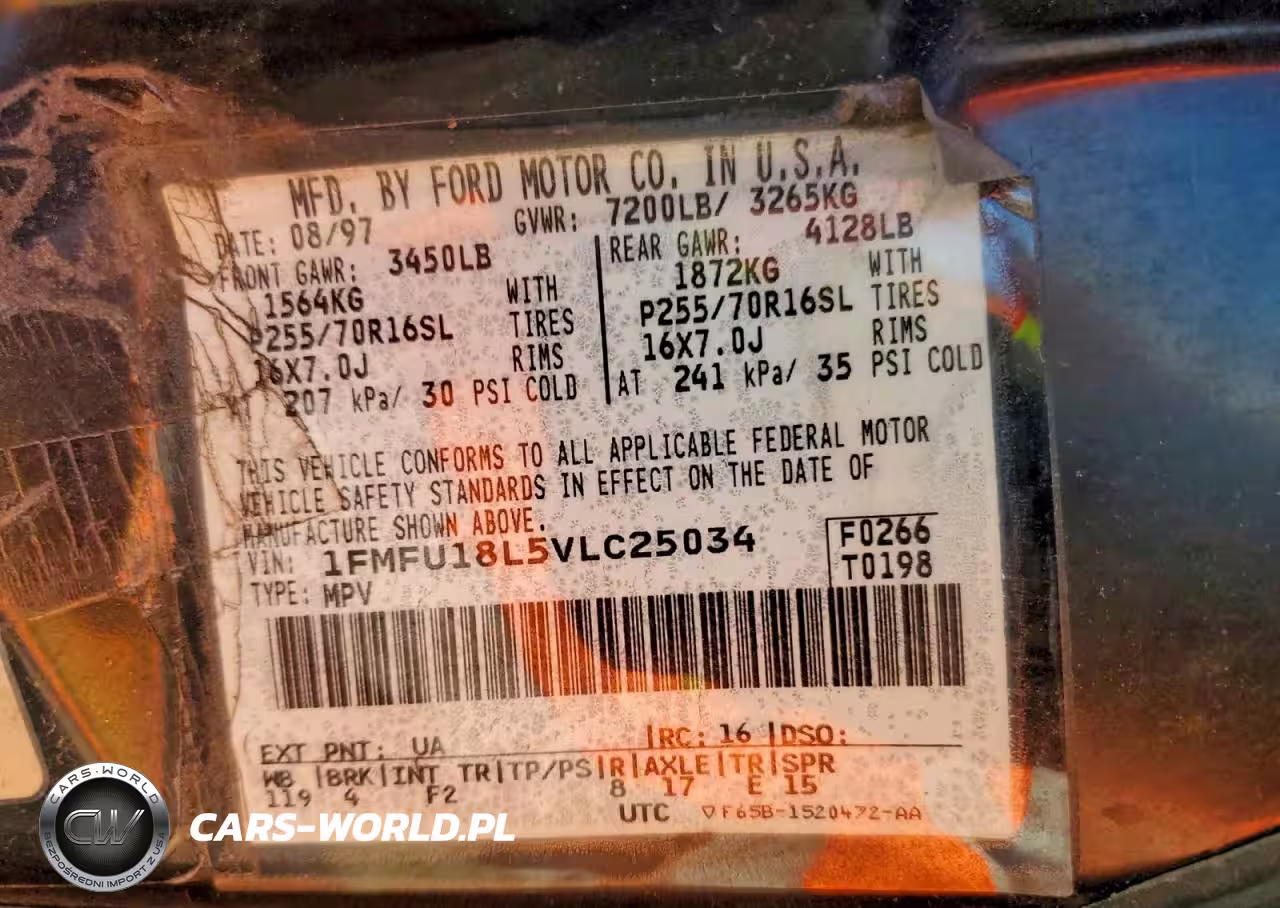 MFD. BY FORD MOTOR CO. IN U.S.A.
DATE: 08/97 GVWR: 7200LB/ 3265KG
FRONT GAWR: 3450LB REAR GAWR: 4128LB
1564KG WITH 1872KG WITH
P255/70R16SL TIRES P255/70R16SL TIRES
16X7.0J RIMS 16X7.0J RIMS
207 kPa/ 30 PSI COLD AT 241 kPa/ 35 PSI COLD
THIS VEHICLE CONFORMS TO ALL APPLICABLE FEDERAL MOTOR
VEHICLE SAFETY STANDARDS IN EFFECT ON THE DATE OF
MANUFACTURE SHOWN ABOVE.
VIN: 1FMFU18L5VLC25034 F0266
TYPE: MPV T0198
EXT PNT: UA |RC: 16 |DSO:
WB |BRK|INT TR|TP/PS|R|AXLE|TR|SPR
119 4 F2 8 17 E 15
UTC ▽F65B-1520472-AA
CARS-WORLD
CW
BEZPOŚREDNI IMPORT Z USA
CARS-WORLD.PL